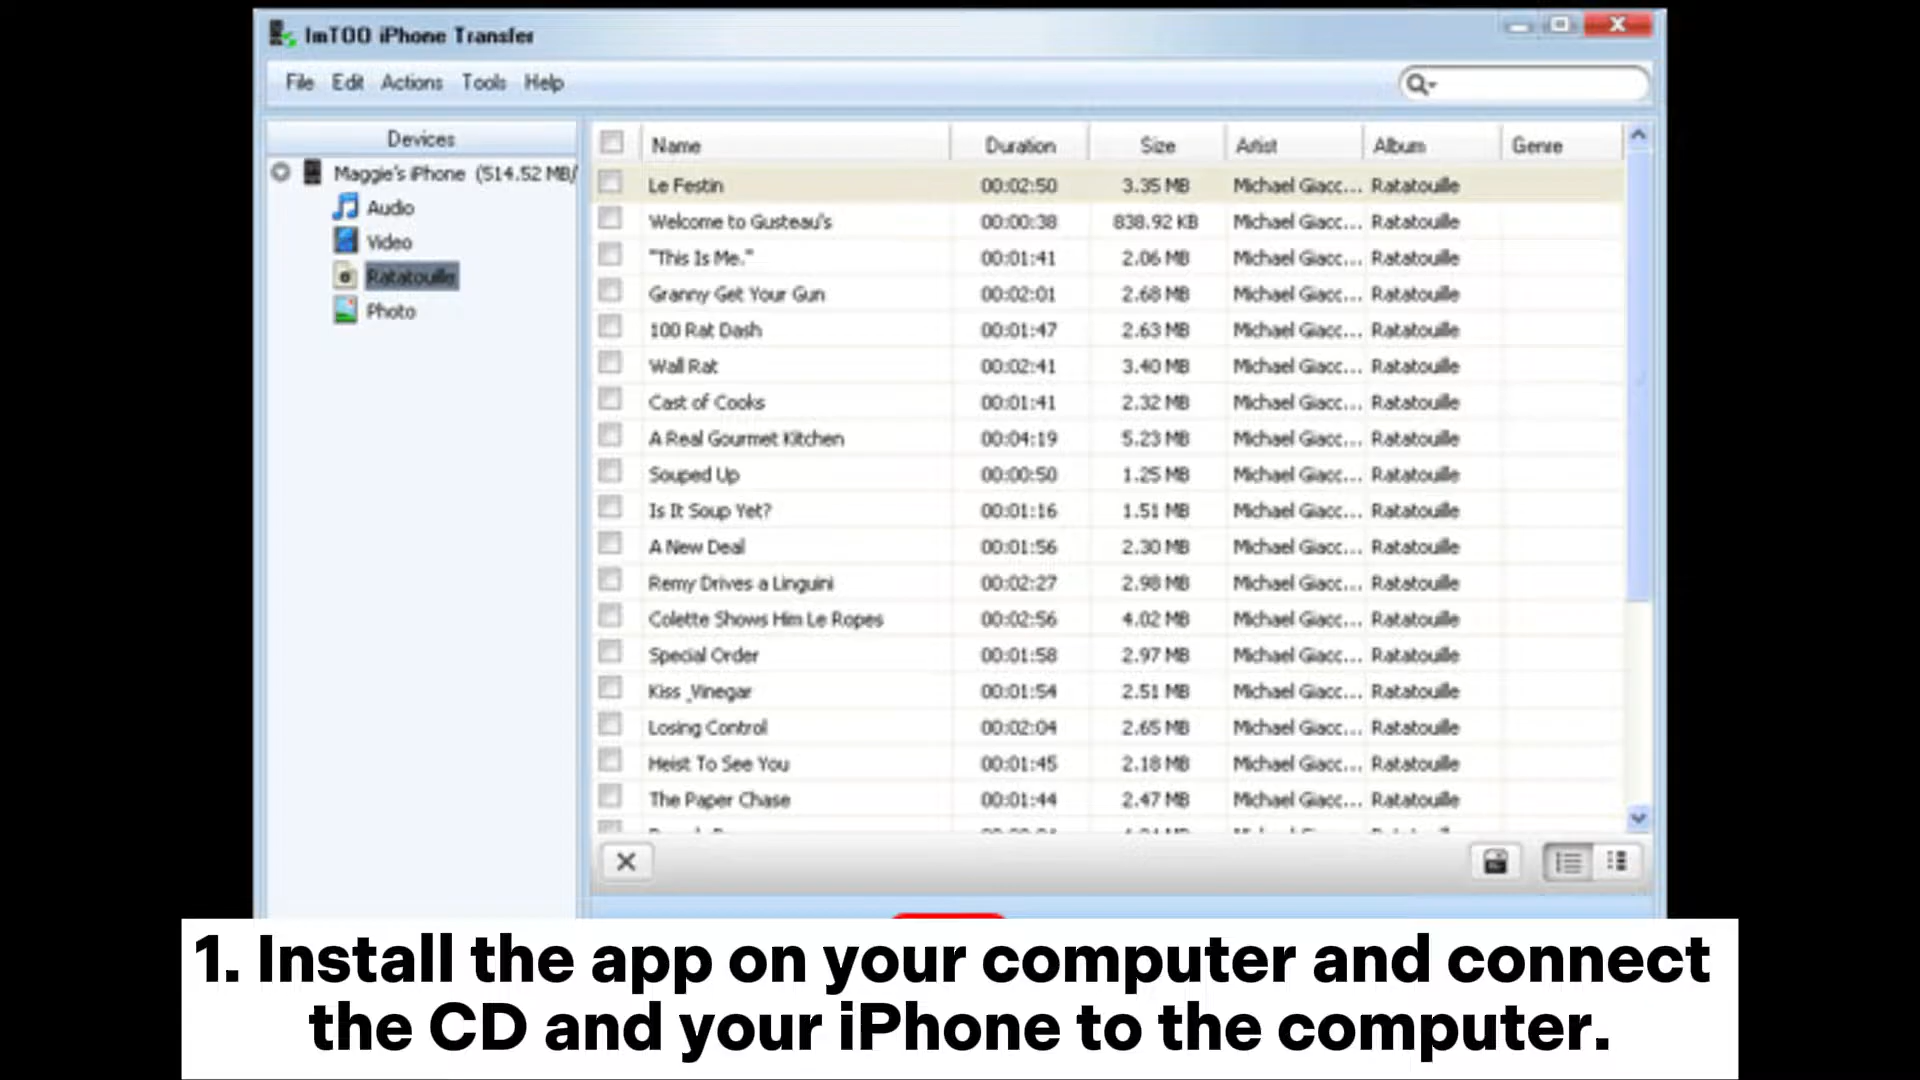 ImTOO iPhone Transfer
File Edit Actions Tools Help
Devices
Maggie's iPhone (514.52 MB/
Audio
Video
Ratatouille
Photo
Name Duration Size Artist Album Genre
Le Festin 00:02:50 3.35 MB Michael Giacc... Ratatouille
Welcome to Gusteau's 00:00:38 838.92 KB Michael Giacc... Ratatouille
"This Is Me." 00:01:41 2.06 MB Michael Giacc... Ratatouille
Granny Get Your Gun 00:02:01 2.68 MB Michael Giacc... Ratatouille
100 Rat Dash 00:01:47 2.63 MB Michael Giacc... Ratatouille
Wall Rat 00:02:41 3.40 MB Michael Giacc... Ratatouille
Cast of Cooks 00:01:41 2.32 MB Michael Giacc... Ratatouille
A Real Gourmet Kitchen 00:04:19 5.23 MB Michael Giacc... Ratatouille
Souped Up 00:00:50 1.25 MB Michael Giacc... Ratatouille
Is It Soup Yet? 00:01:16 1.51 MB Michael Giacc... Ratatouille
A New Deal 00:01:56 2.30 MB Michael Giacc... Ratatouille
Remy Drives a Linguini 00:02:27 2.98 MB Michael Giacc... Ratatouille
Colette Shows Him Le Ropes 00:02:56 4.02 MB Michael Giacc... Ratatouille
Special Order 00:01:58 2.97 MB Michael Giacc... Ratatouille
Kiss _Vinegar 00:01:54 2.51 MB Michael Giacc... Ratatouille
Losing Control 00:02:04 2.65 MB Michael Giacc... Ratatouille
Heist To See You 00:01:45 2.18 MB Michael Giacc... Ratatouille
The Paper Chase 00:01:44 2.47 MB Michael Giacc... Ratatouille
1. Install the app on your computer and connect
the CD and your iPhone to the computer.